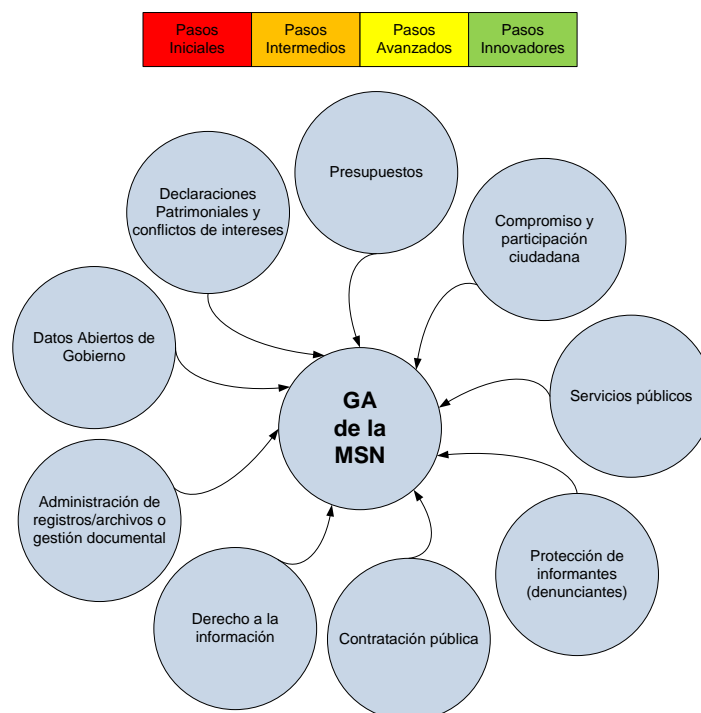 Pasos
Iniciales
Pasos
Intermedios
Pasos
Avanzados
Pasos
Innovadores
Presupuestos
Declaraciones
Patrimoniales y
conflictos de intereses
Compromiso y
participación
ciudadana
Datos Abiertos de
Gobierno
Servicios públicos
GA
de la
MSN
Administración de
registros/archivos o
gestión documental
Protección de
informantes
(denunciantes)
Derecho a la
información
Contratación pública